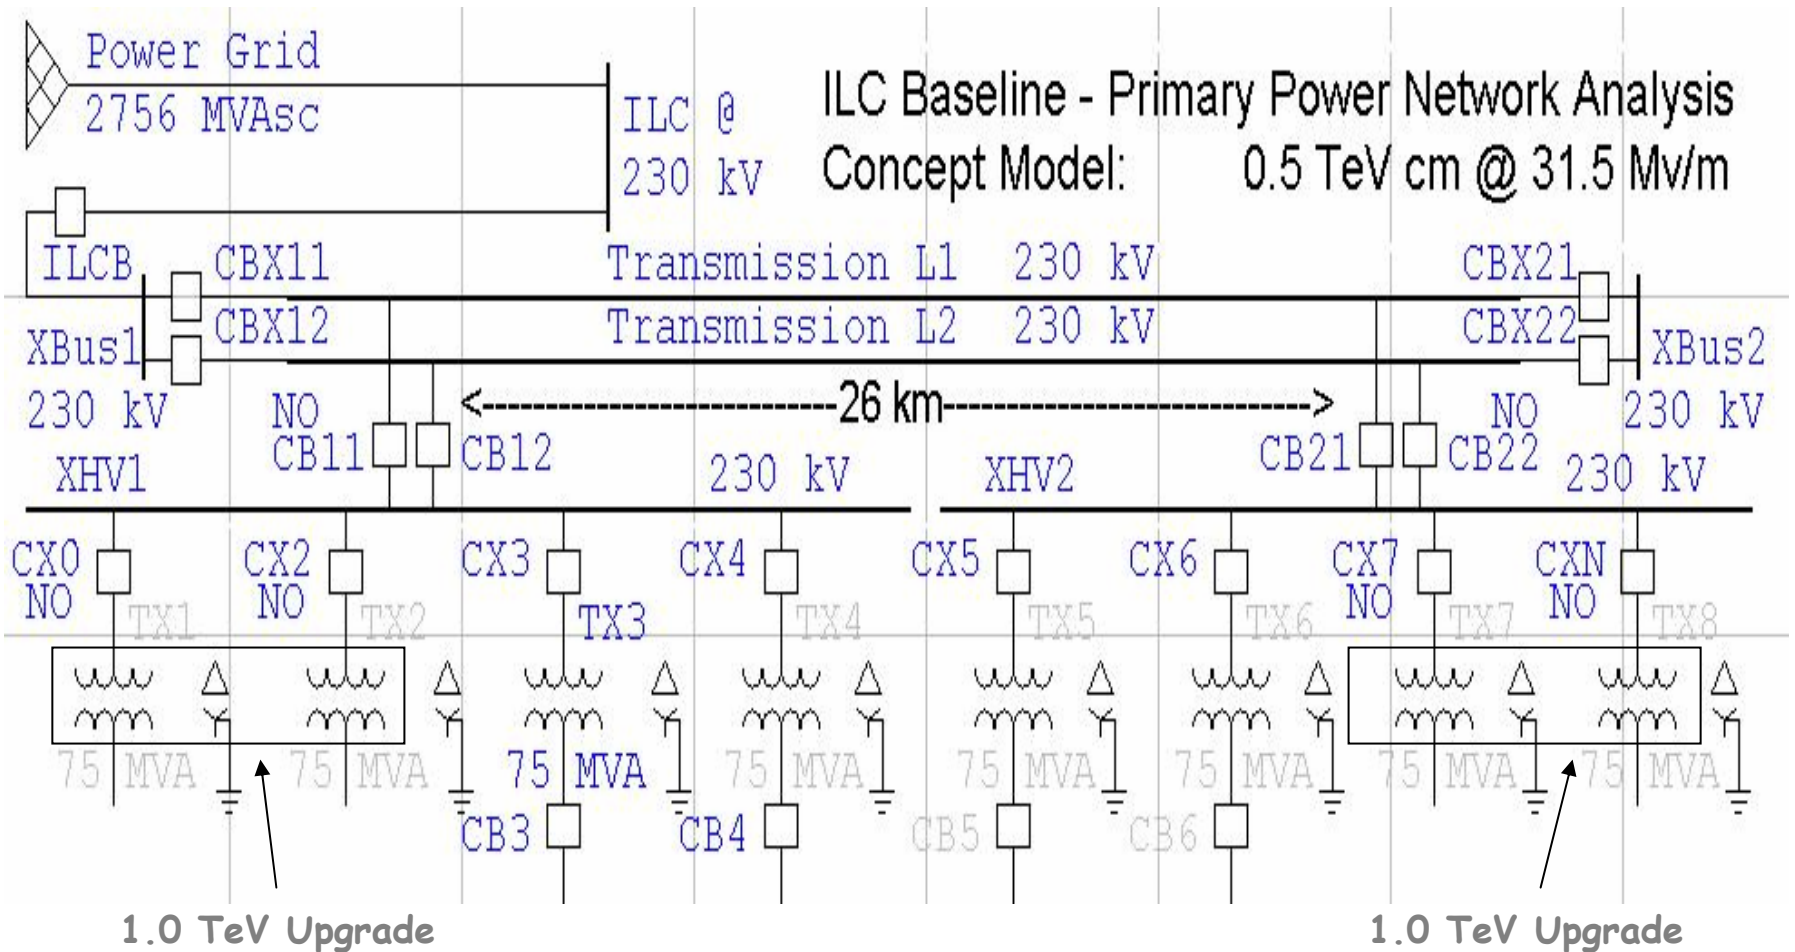 Power Grid
2756 MVAsc
ILC @
230 kV
ILC Baseline - Primary Power Network Analysis
Concept Model: 0.5 TeV cm @ 31.5 Mv/m
ILCB CBX11 Transmission L1 230 kV CBX21
CBX12 Transmission L2 230 kV CBX22
XBus1 XBus2
230 kV NO <--26 km--> NO 230 kV
CB11 CB12 CB21 CB22
XHV1 230 kV XHV2 230 kV
CX0 CX2 CX3 CX4 CX5 CX6 CX7 CXN
NO NO NO NO
TX1 TX2 TX3 TX4 TX5 TX6 TX7 TX8
75 MVA 75 MVA 75 MVA 75 MVA 75 MVA 75 MVA 75 MVA 75 MVA
CB3 CB4 CB5 CB6
1.0 TeV Upgrade 1.0 TeV Upgrade